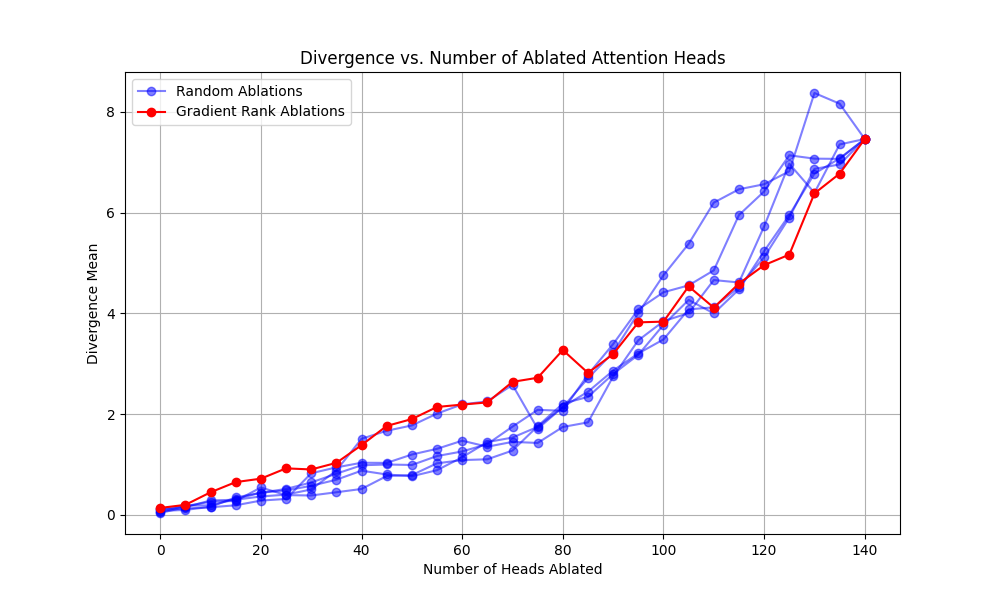 Divergence vs. Number of Ablated Attention Heads
Random Ablations
Gradient Rank Ablations
Divergence Mean
8
6
4
2
0
0 20 40 60 80 100 120 140
Number of Heads Ablated